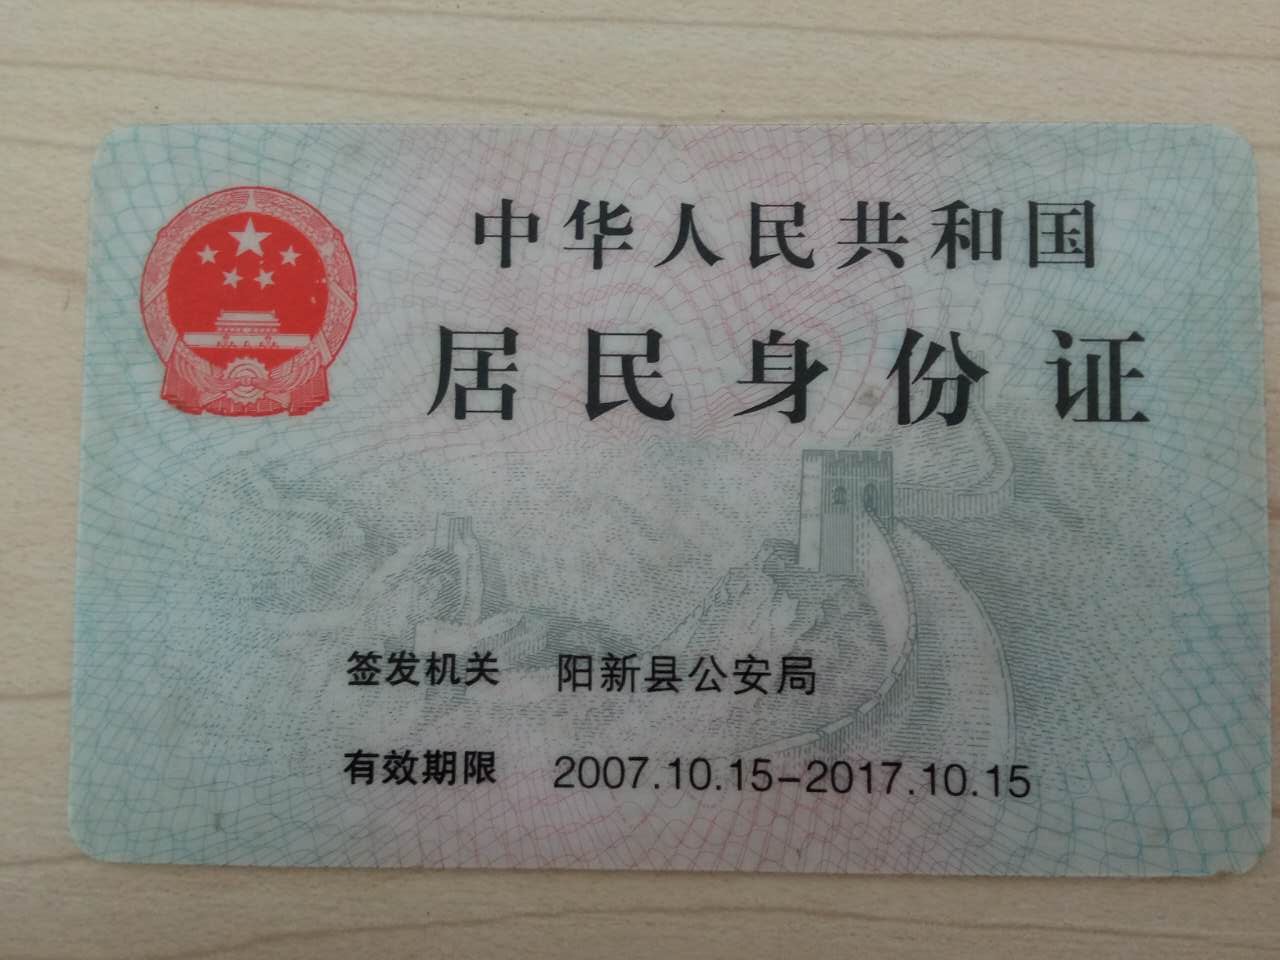 中华人民共和国
居民身份证
签发机关 阳新县公安局
有效期限 2007.10.15-2017.10.15